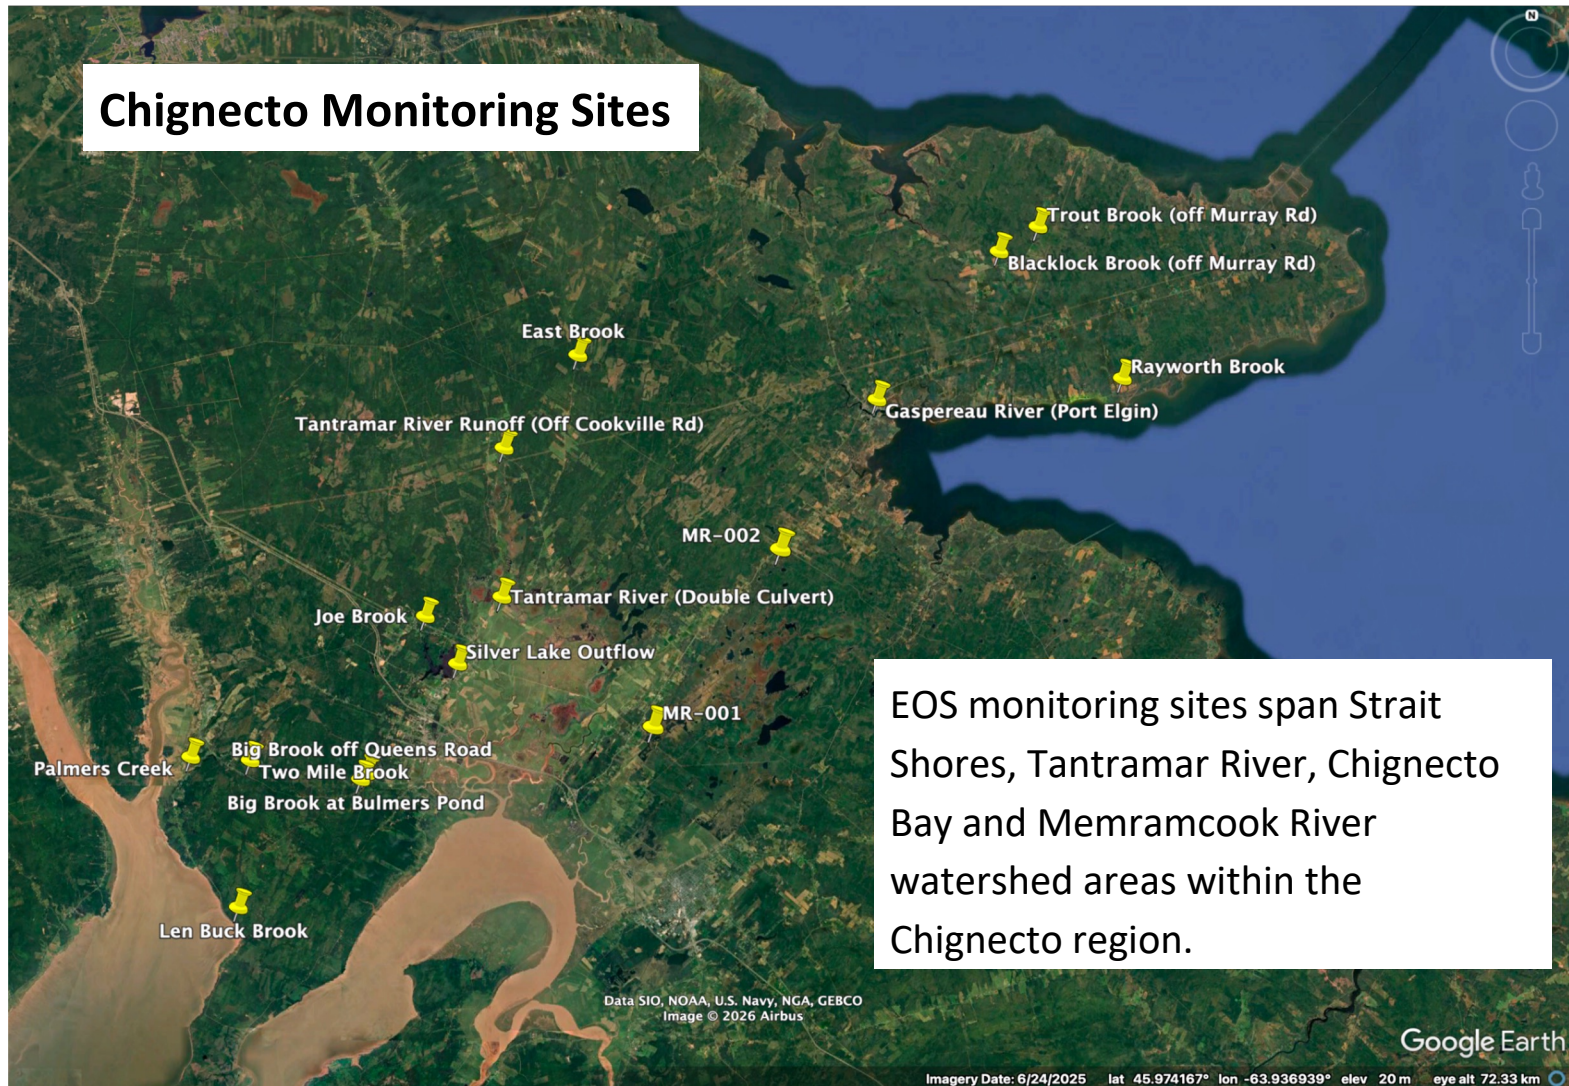 N
Chignecto Monitoring Sites
Trout Brook (off Murray Rd)
Blacklock Brook (off Murray Rd)
East Brook
Rayworth Brook
Gaspereau River (Port Elgin)
Tantramar River Runoff (Off Cookville Rd)
MR-002
Tantramar River (Double Culvert)
Joe Brook
Silver Lake Outflow
MR-001
Big Brook off Queens Road
Palmers Creek
Two Mile Brook
Big Brook at Bulmers Pond
Len Buck Brook
EOS monitoring sites span Strait
Shores, Tantramar River, Chignecto
Bay and Memramcook River
watershed areas within the
Chignecto region.
Data SIO, NOAA, U.S. Navy, NGA, GEBCO
Image © 2026 Airbus
Google Earth
Imagery Date: 6/24/2025 lat 45.974167° lon -63.936939° elev 20 m eye alt 72.33 km